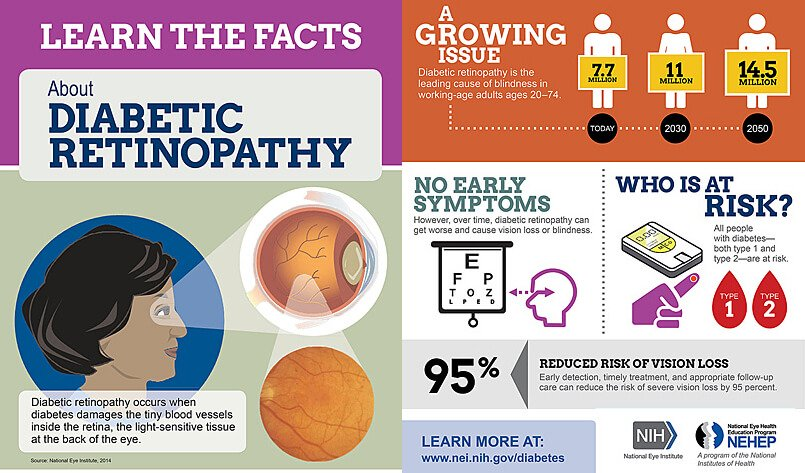 LEARN THE FACTS
About
DIABETIC
RETINOPATHY
Diabetic retinopathy occurs when
diabetes damages the tiny blood vessels
inside the retina, the light-sensitive tissue
at the back of the eye.
Source: National Eye Institute, 2014
A
GROWING
ISSUE
Diabetic retinopathy is the
leading cause of blindness in
working-age adults ages 20–74.
7.7
MILLION
11
MILLION
14.5
MILLION
TODAY
2030
2050
NO EARLY
SYMPTOMS
However, over time, diabetic retinopathy can
get worse and cause vision loss or blindness.
E
F P
T O Z
L P E D
WHO IS AT
RISK?
All people
with diabetes—
both type 1 and
type 2—are at risk.
TYPE
1
TYPE
2
95%
REDUCED RISK OF VISION LOSS
Early detection, timely treatment, and appropriate follow-up
care can reduce the risk of severe vision loss by 95 percent.
LEARN MORE AT:
www.nei.nih.gov/diabetes
NIH
National Eye Institute
National Eye Health
Education Program
NEHEP
A program of the National
Institutes of Health